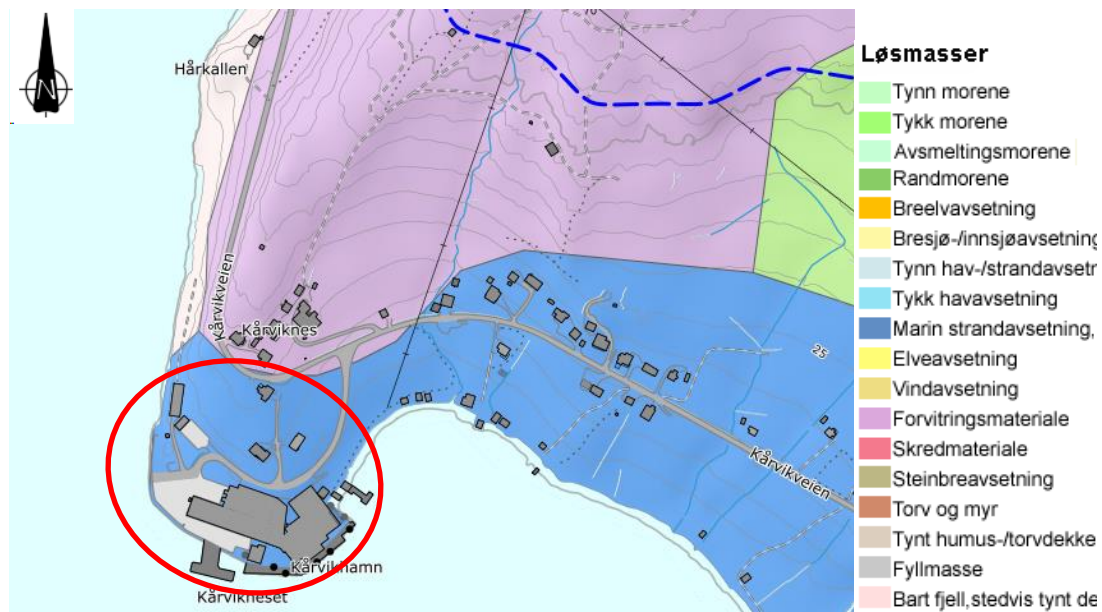 N
Hårkallen
Kårvikveien
Kårviknes
25
Kårvikveien
Kårvikhamn
Kårvikneset
Løsmasser
Tynn morene
Tykk morene
Avsmeltingsmorene
Randmorene
Breelvavsetning
Bresjø-/innsjøavsetning
Tynn hav-/strandavsetr
Tykk havavsetning
Marin strandavsetning,
Elveavsetning
Vindavsetning
Forvitringsmateriale
Skredmateriale
Steinbreavsetning
Torv og myr
Tynt humus-/torvdekke
Fyllmasse
Bart fjell,stedvis tynt de